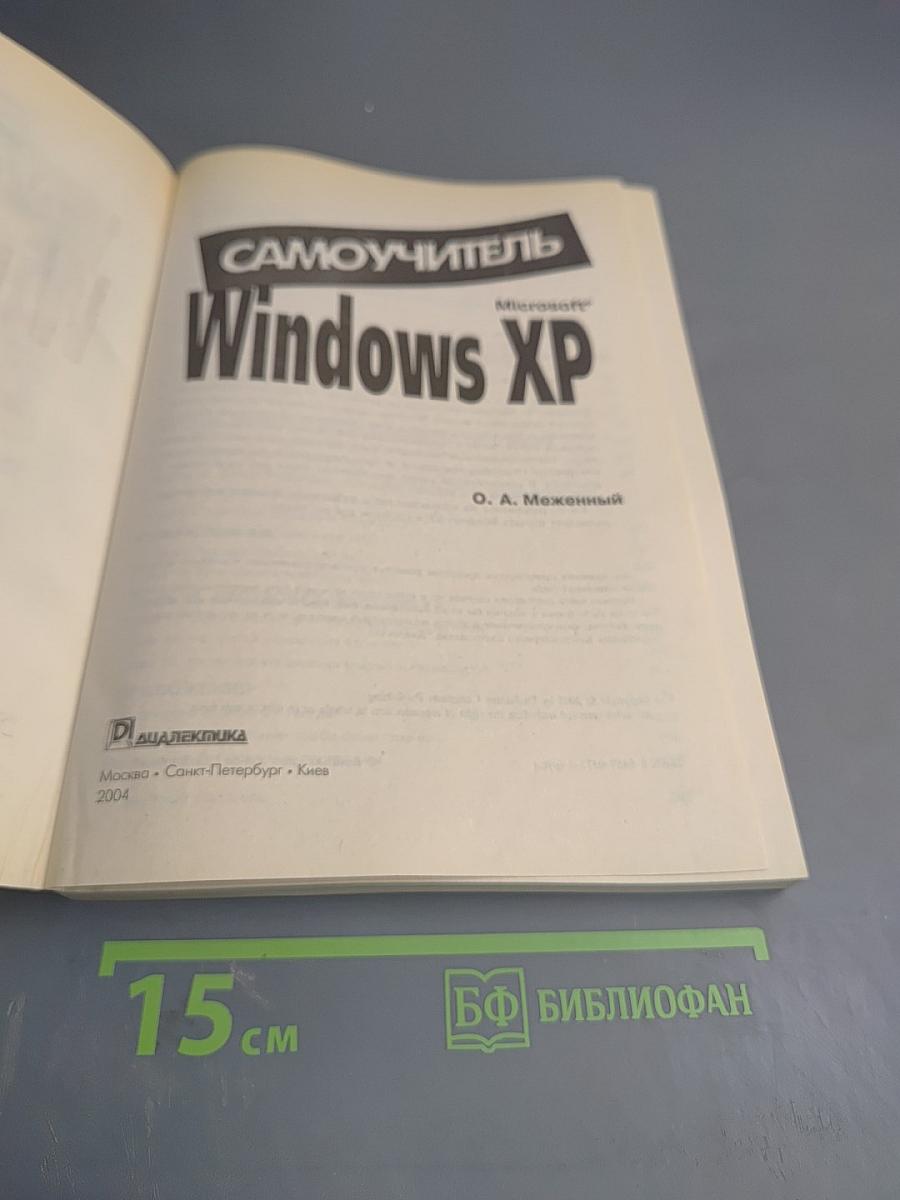 САМОУЧИТЕЛЬ
Microsoft®
Windows XP
О. А. Меженный
ДИАЛЕКТИКА
Москва • Санкт-Петербург • Киев
2004
15 см
БФ БИБЛИОФАН